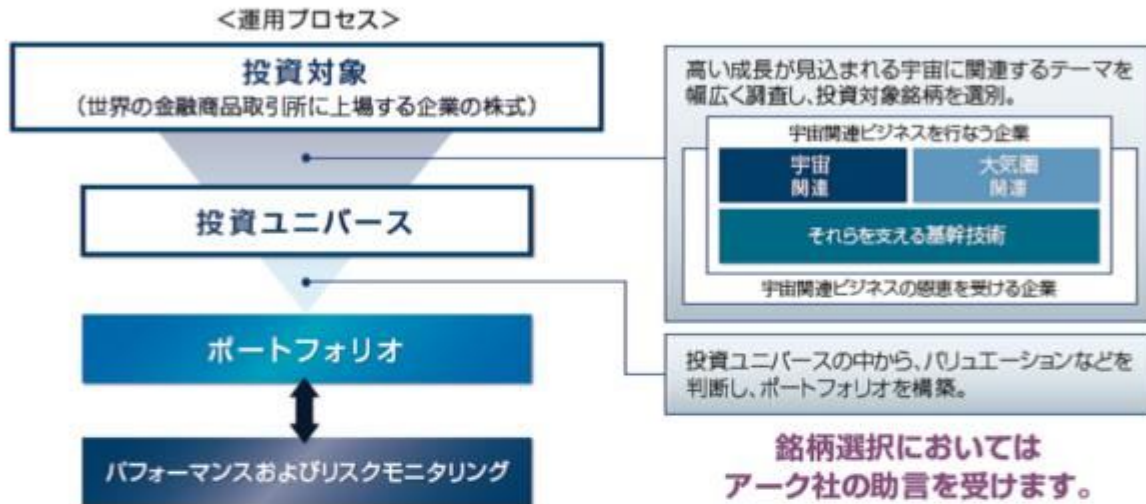 <運用プロセス>
投資対象
(世界の金融商品取引所に上場する企業の株式)
投資ユニバース
ポートフォリオ
パフォーマンスおよびリスクモニタリング
高い成長が見込まれる宇宙に関連するテーマを
幅広く調査し、投資対象銘柄を選別。
宇宙関連ビジネスを行なう企業
宇宙
関連
大気圏
関連
それらを支える基幹技術
宇宙関連ビジネスの恩恵を受ける企業
投資ユニバースの中から、バリュエーションなどを
判断し、ポートフォリオを構築。
銘柄選択においては
アーク社の助言を受けます。